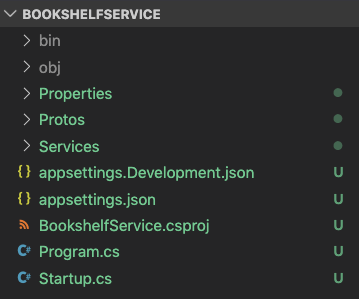 BOOKSHELFSERVICE
bin
obj
Properties
Protos
Services
{} appsettings.Development.json U
{} appsettings.json U
BookshelfService.csproj U
C# Program.cs U
C# Startup.cs U